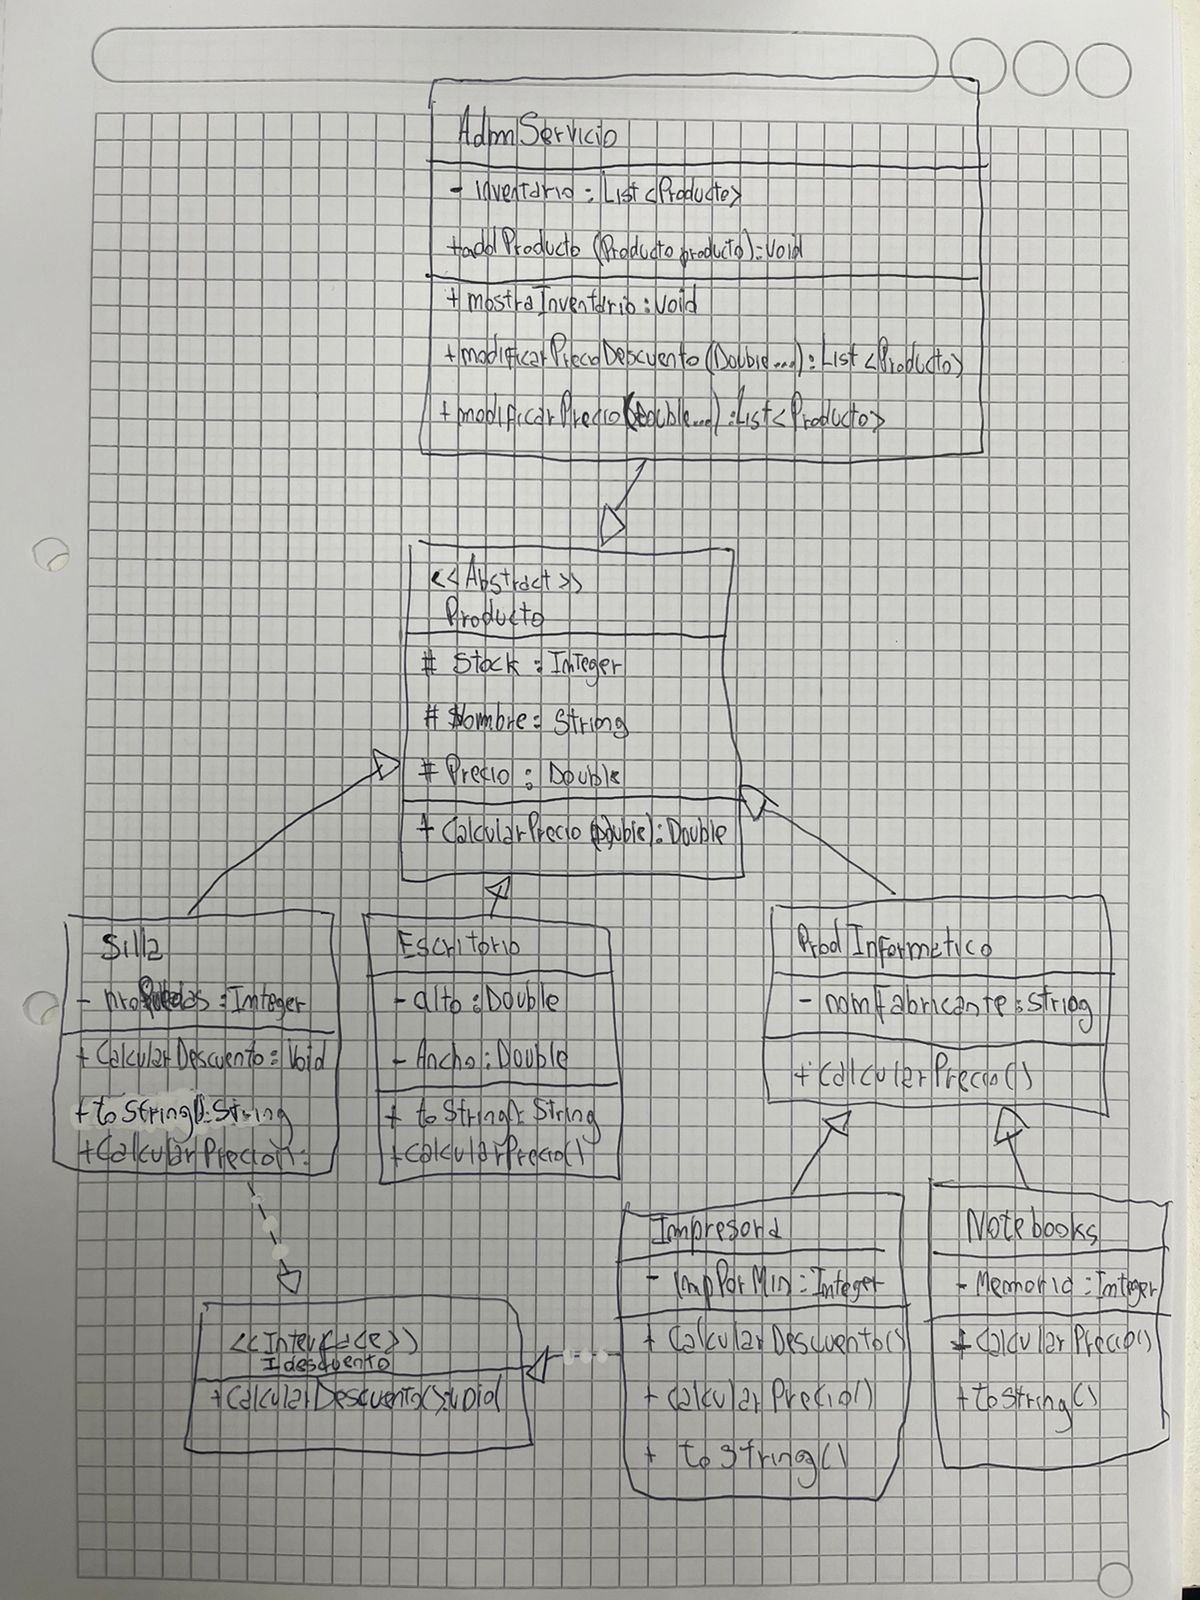 AdmServicio
- inventario : List <Producto>
+addProducto (Producto producto) : void
+ mostraInventario : void
+ modificarPrecioDescuento (Double...) : List <Producto>
+ modificarPrecio (Double...) : List <Producto>
<<Abstract>>
Producto
# Stock : Integer
# Nombre : String
# Precio : Double
+ CalcularPrecio (Double) : Double
Silla
- : Integer
+ CalcularDescuento : Void
+ toString() : String
+CalcularPrecio() :
Escritorio
- alto : Double
- Ancho : Double
+ toString() : String
+calcularPrecio()
Prod Informetico
- nomFabricante : String
+ CalcularPrecio()
Impresora
- ImpPorMin : Integer
+ CalcularDescuento()
+ CalcularPrecio()
+ toString()
Notebooks
- Memoria : Integer
+ CalcularPrecio()
+ toString()
<<Interface>>
Idescuento
+CalcularDescuento() : void